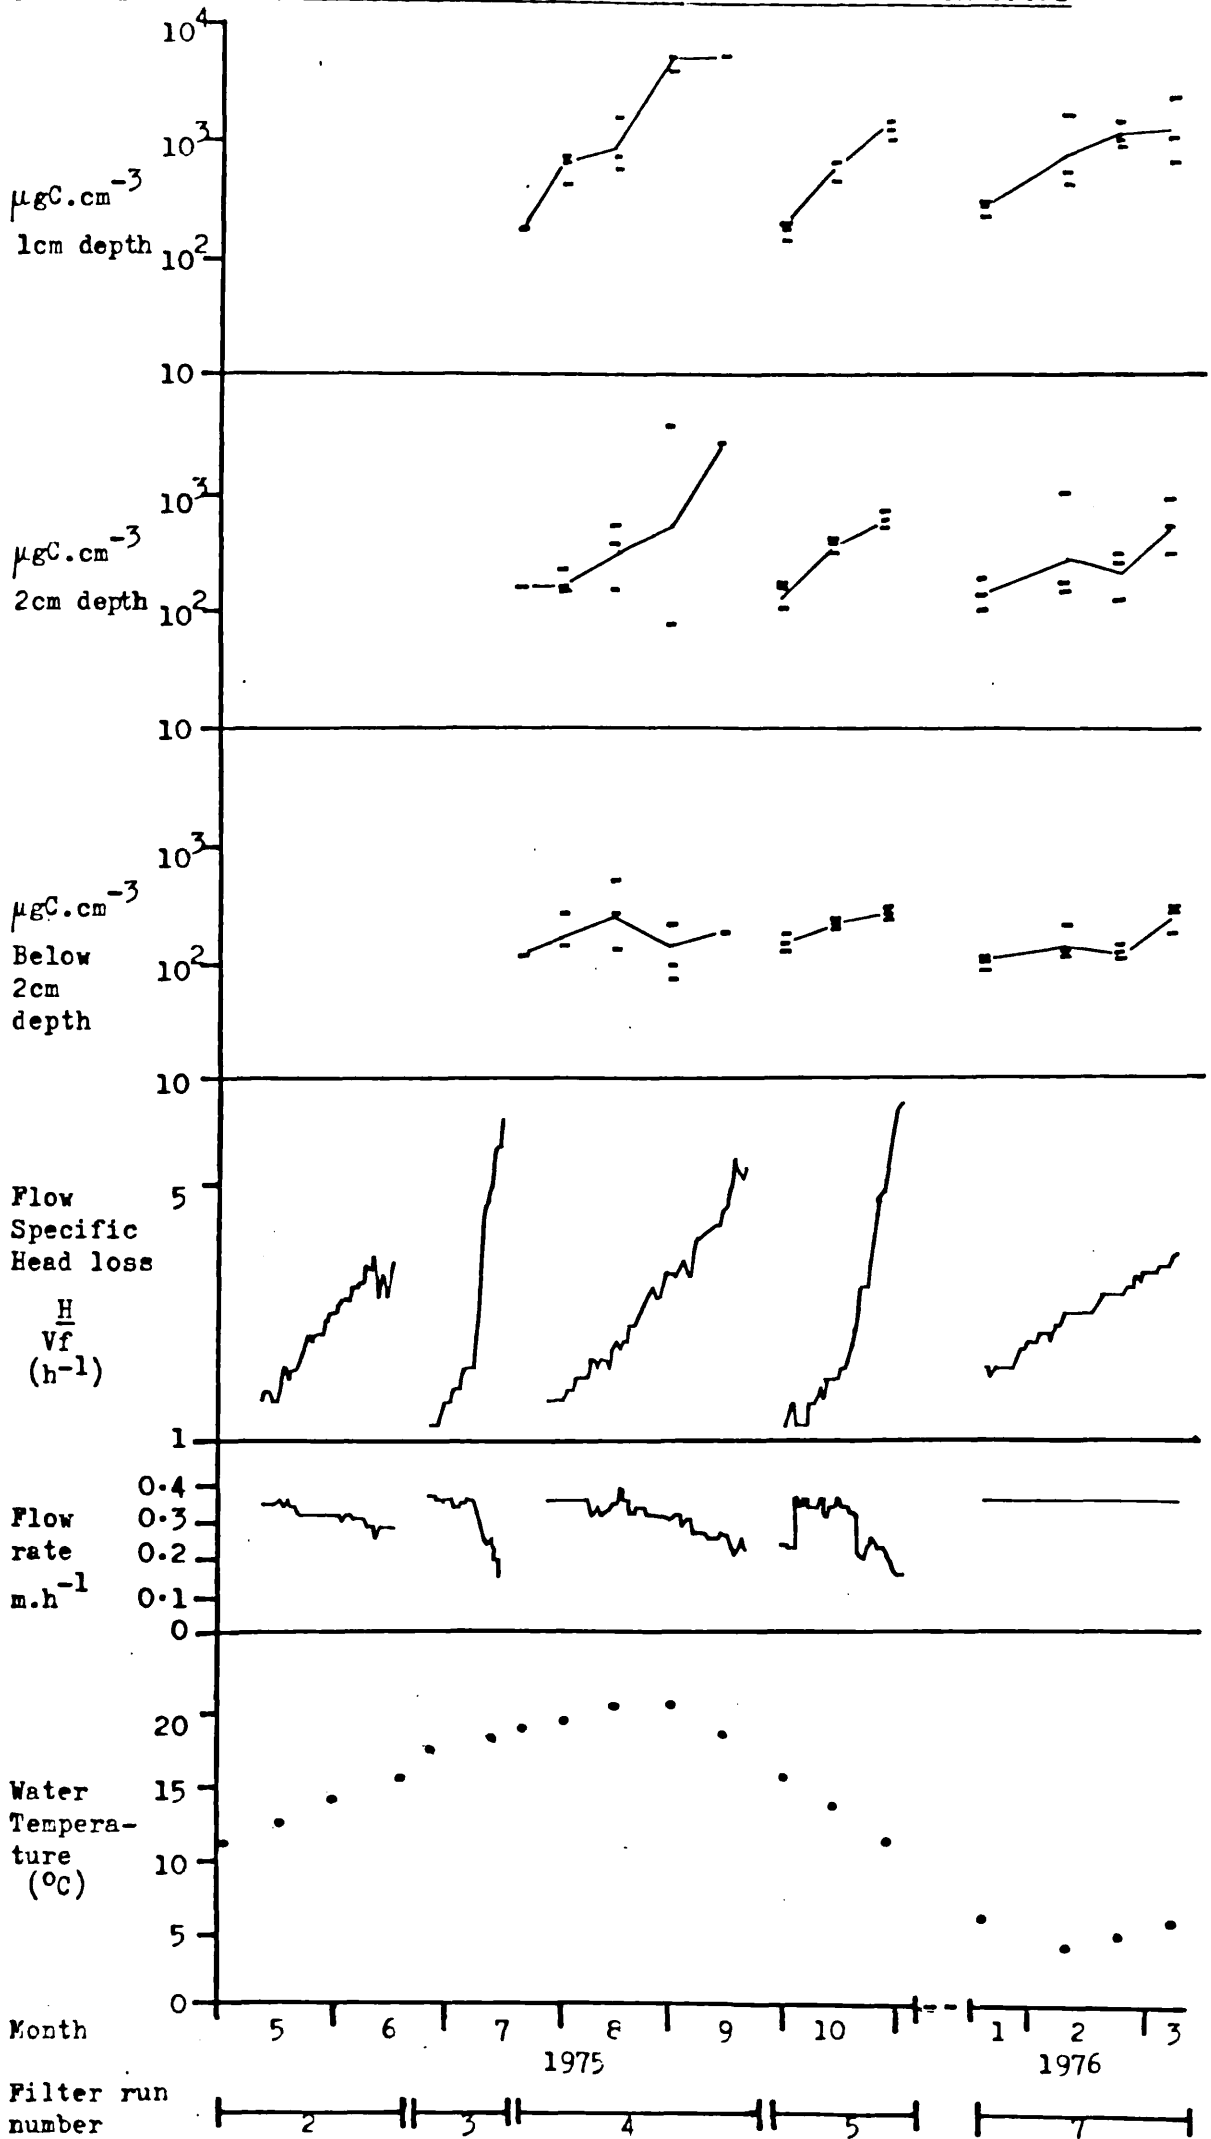 10⁴
10³
µgC.cm⁻³
1cm depth
10²
10
10³
µgC.cm⁻³
2cm depth
10²
10
10³
µgC.cm⁻³
Below
2cm
depth
10²
10
Flow
Specific
Head loss
H
Vf
(h⁻¹)
5
1
Flow
rate
m.h⁻¹
0·4
0·3
0·2
0·1
0
Water
Tempera-
ture
(°C)
20
15
10
5
0
Month 5 6 7 8 9 10 1 2 3
1975 1976
Filter run
number 2 3 4 5 7